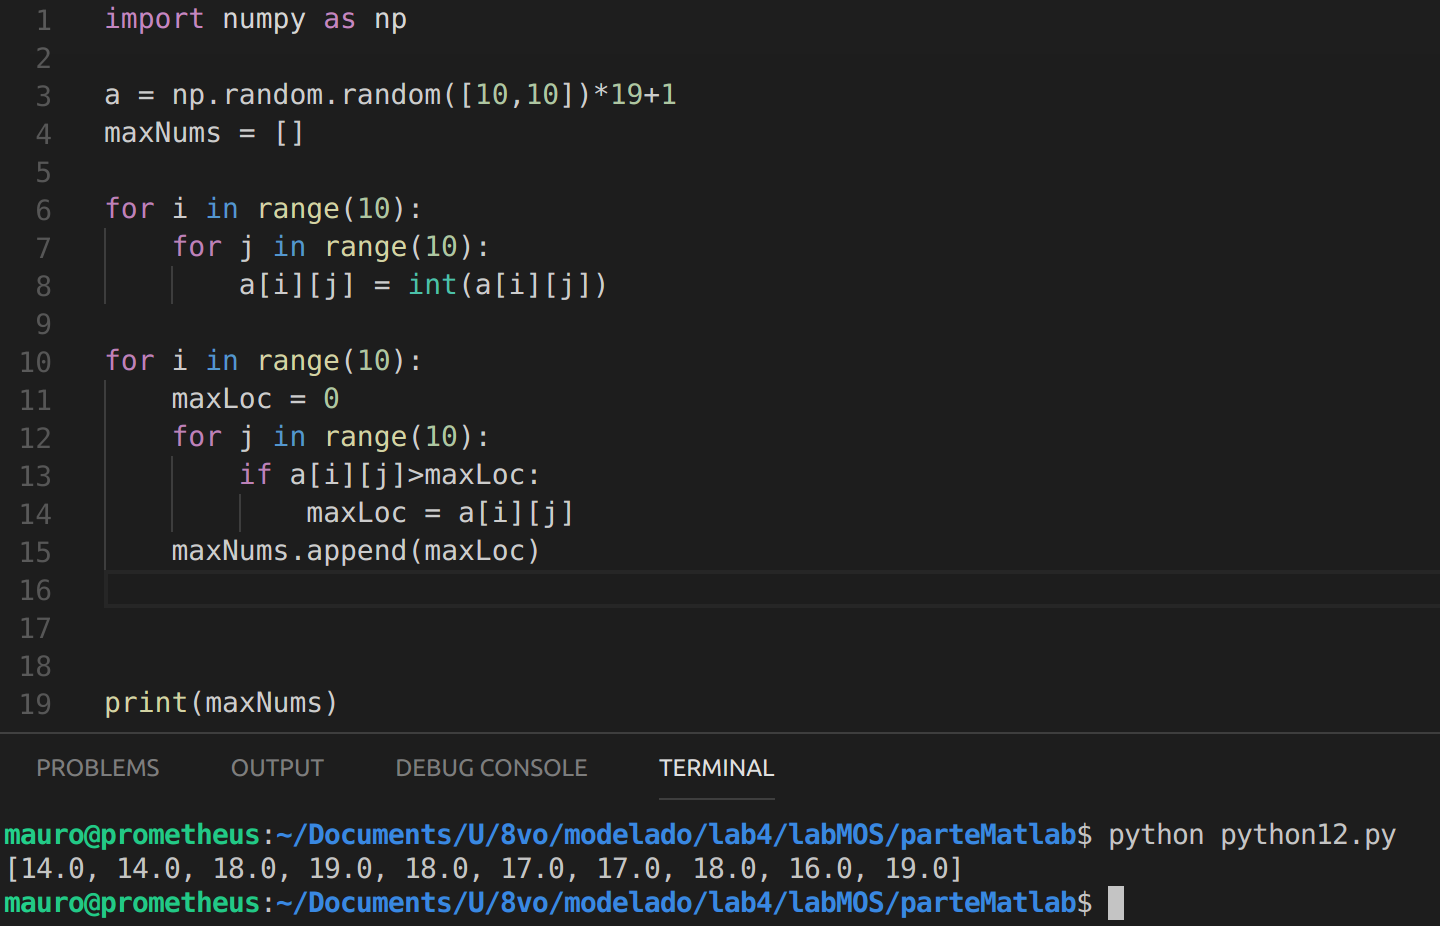 1 import numpy as np
2
3 a = np.random.random([10,10])*19+1
4 maxNums = []
5
6 for i in range(10):
7     for j in range(10):
8         a[i][j] = int(a[i][j])
9
10 for i in range(10):
11     maxLoc = 0
12     for j in range(10):
13         if a[i][j]>maxLoc:
14             maxLoc = a[i][j]
15     maxNums.append(maxLoc)
16
17
18
19 print(maxNums)
PROBLEMS OUTPUT DEBUG CONSOLE TERMINAL
mauro@prometheus:~/Documents/U/8vo/modelado/lab4/labMOS/parteMatlab$ python python12.py
[14.0, 14.0, 18.0, 19.0, 18.0, 17.0, 17.0, 18.0, 16.0, 19.0]
mauro@prometheus:~/Documents/U/8vo/modelado/lab4/labMOS/parteMatlab$